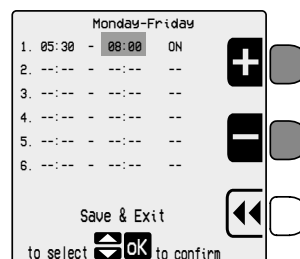 Monday-Friday
1. 05:30 - 08:00 ON
2. --:-- - --:-- --
3. --:-- - --:-- --
4. --:-- - --:-- --
5. --:-- - --:-- --
6. --:-- - --:-- --
Save & Exit
to select OK to confirm